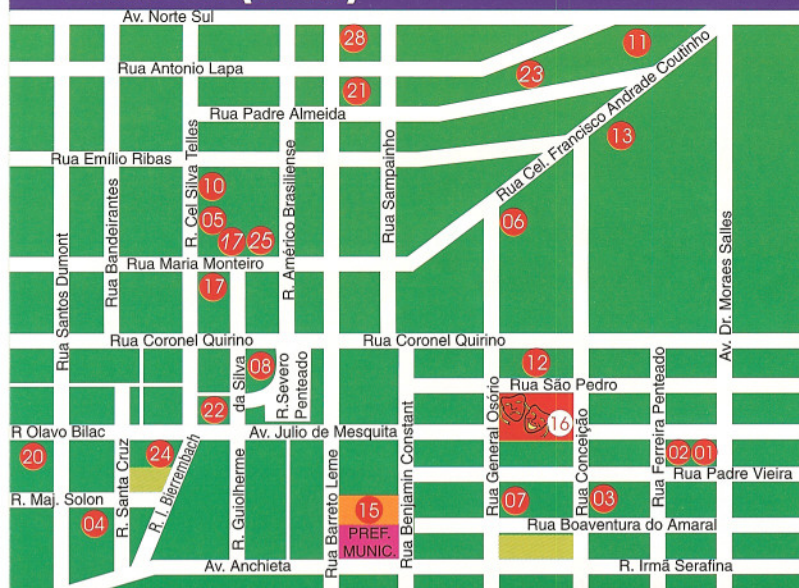 Av. Norte Sul
28
11
Rua Antonio Lapa
23
21
Rua Padre Almeida
Rua Cel. Francisco Andrade Coutinho
13
Rua Emílio Ribas
R. Cel Silva Telles
R. Américo Brasiliense
Rua Sampainho
10
05
17
25
06
Rua Santos Dumont
Rua Bandeirantes
Rua Maria Monteiro
17
Av. Dr. Moraes Salles
Rua Coronel Quirino
Rua Coronel Quirino
08
12
da Silva
R.Severo
Penteado
Rua São Pedro
22
16
R Olavo Bilac
Av. Julio de Mesquita
Rua General Osório
Rua Conceição
Rua Ferreira Penteado
20
24
02
01
Rua Padre Vieira
R. Santa Cruz
R. I. Bierrembach
R. Guiolherme
Rua Barreto Leme
Rua Benjamin Constant
R. Maj. Solon
04
15
07
03
PREF.
MUNIC.
Rua Boaventura do Amaral
Av. Anchieta
R. Irmã Serafina